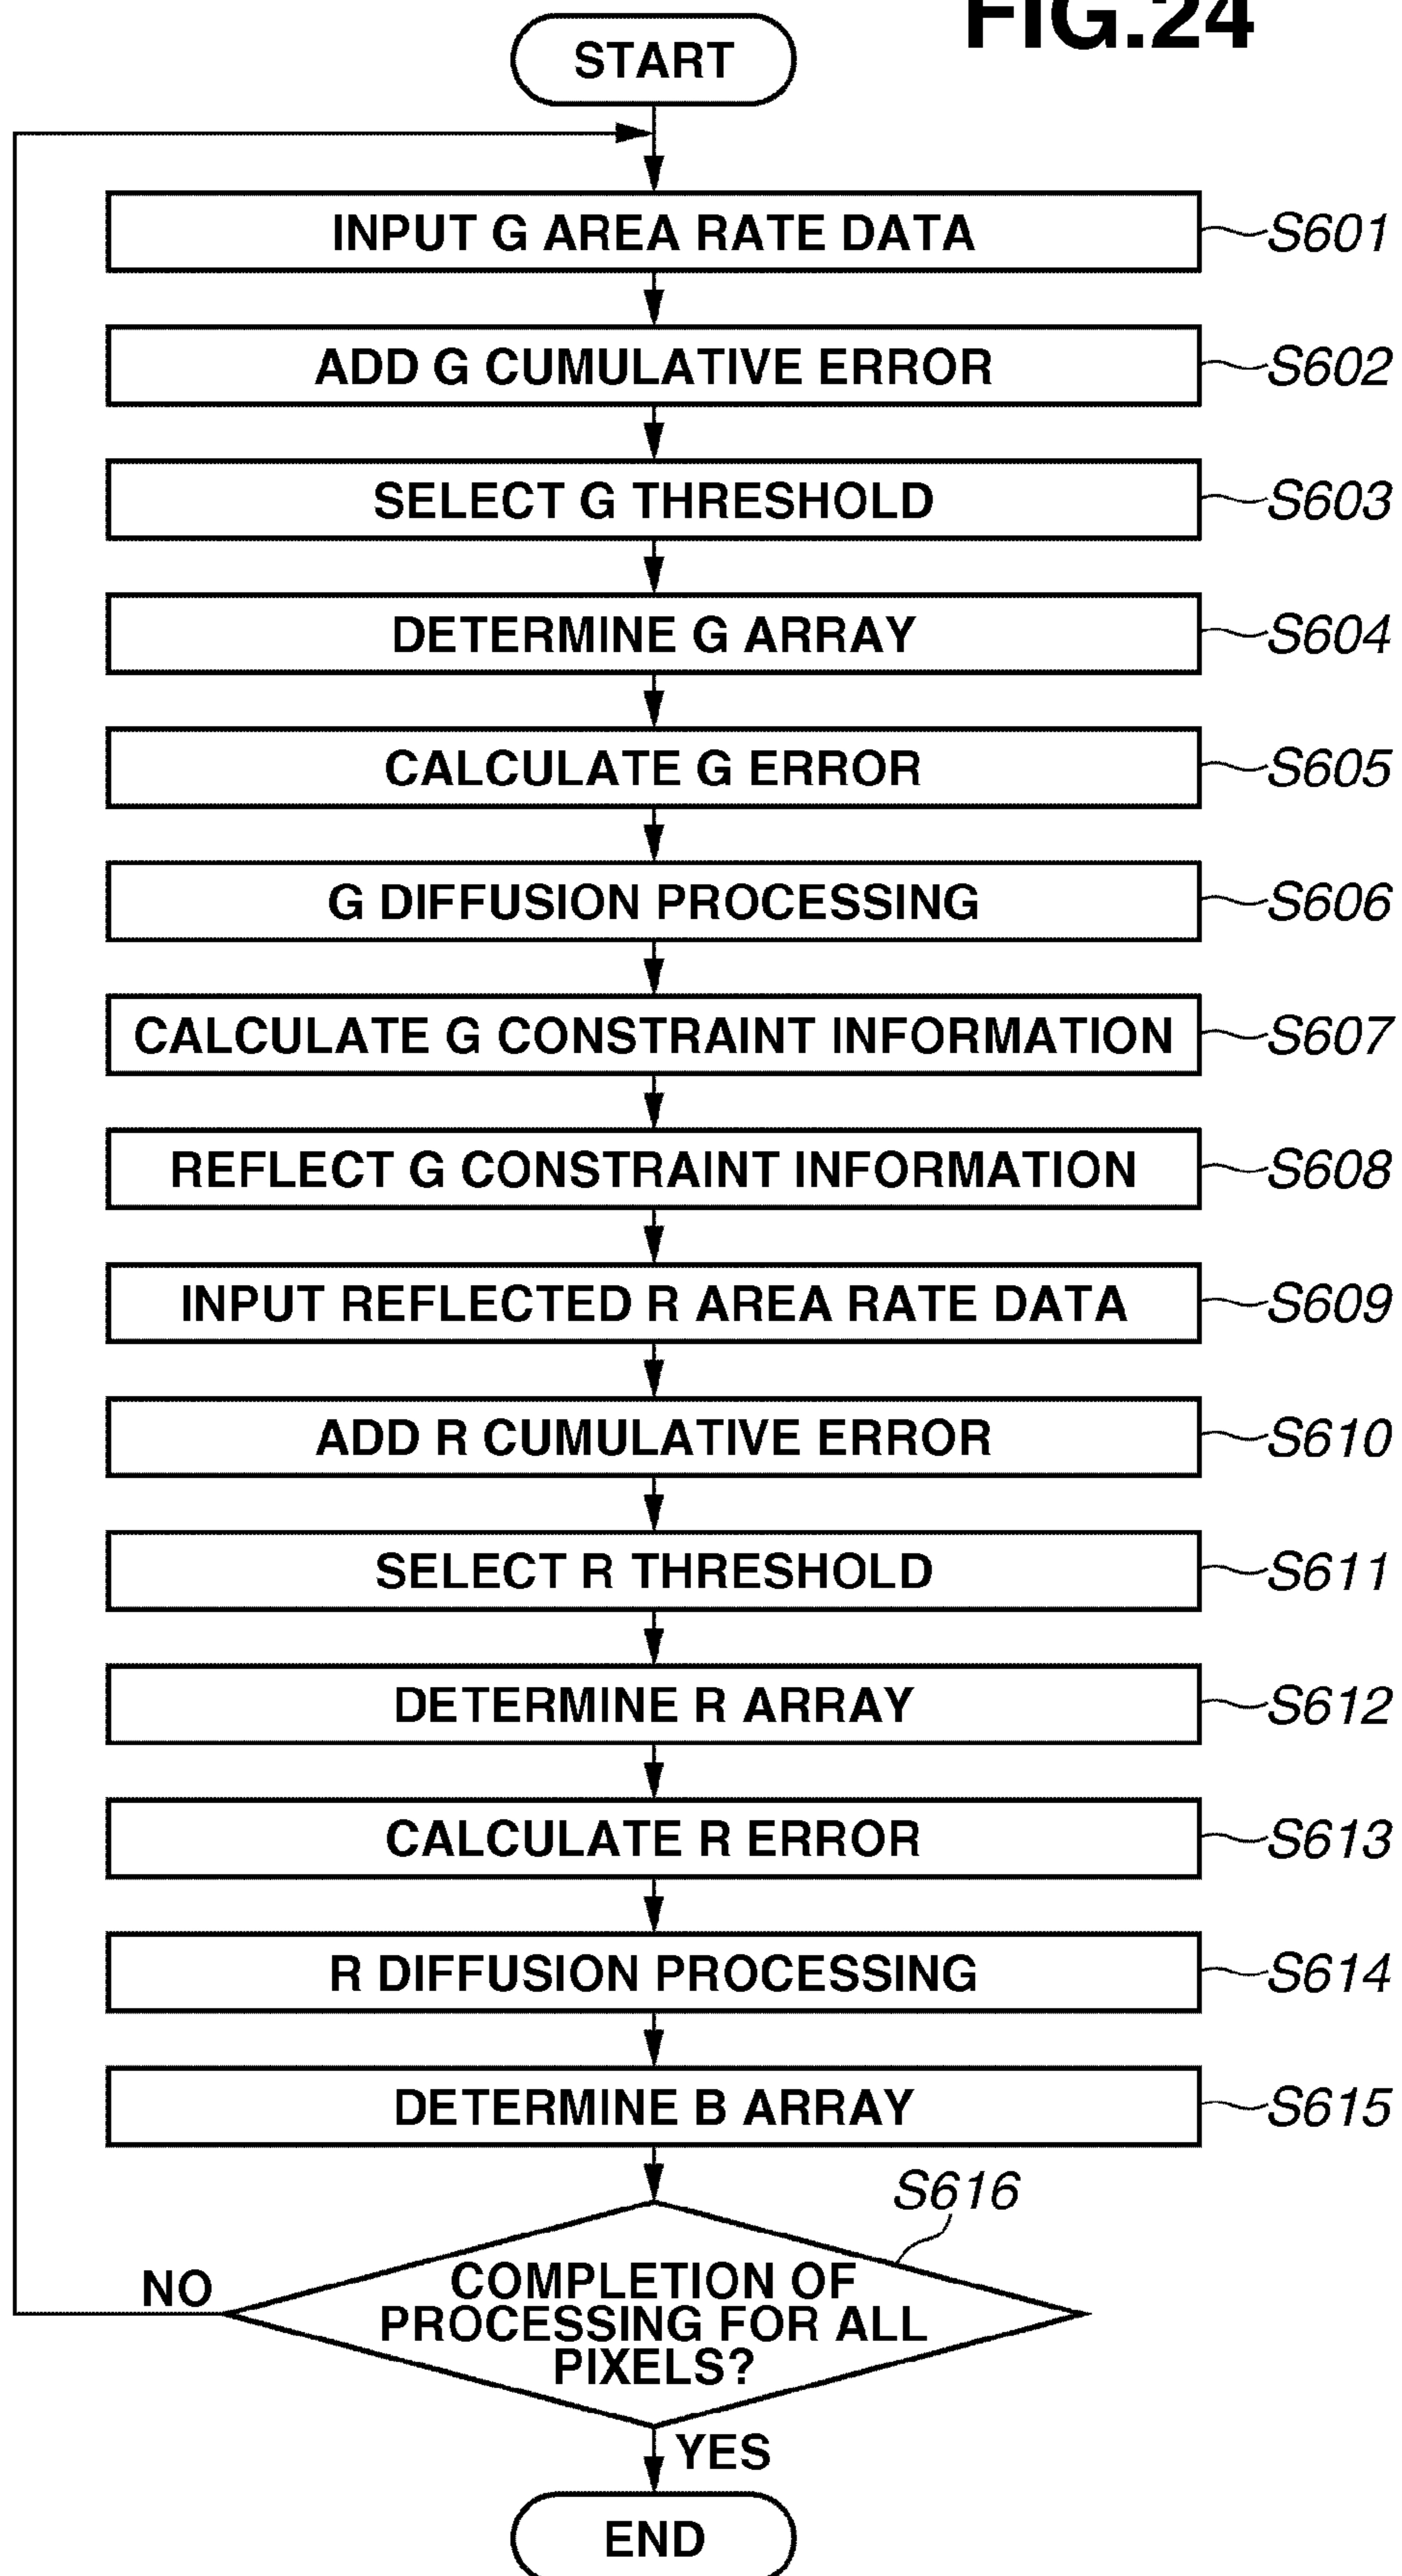 FIG.24
START
INPUT G AREA RATE DATA
S601
ADD G CUMULATIVE ERROR
S602
SELECT G THRESHOLD
S603
DETERMINE G ARRAY
S604
CALCULATE G ERROR
S605
G DIFFUSION PROCESSING
S606
CALCULATE G CONSTRAINT INFORMATION
S607
REFLECT G CONSTRAINT INFORMATION
S608
INPUT REFLECTED R AREA RATE DATA
S609
ADD R CUMULATIVE ERROR
S610
SELECT R THRESHOLD
S611
DETERMINE R ARRAY
S612
CALCULATE R ERROR
S613
R DIFFUSION PROCESSING
S614
DETERMINE B ARRAY
S615
S616
NO
COMPLETION OF
PROCESSING FOR ALL
PIXELS?
YES
END